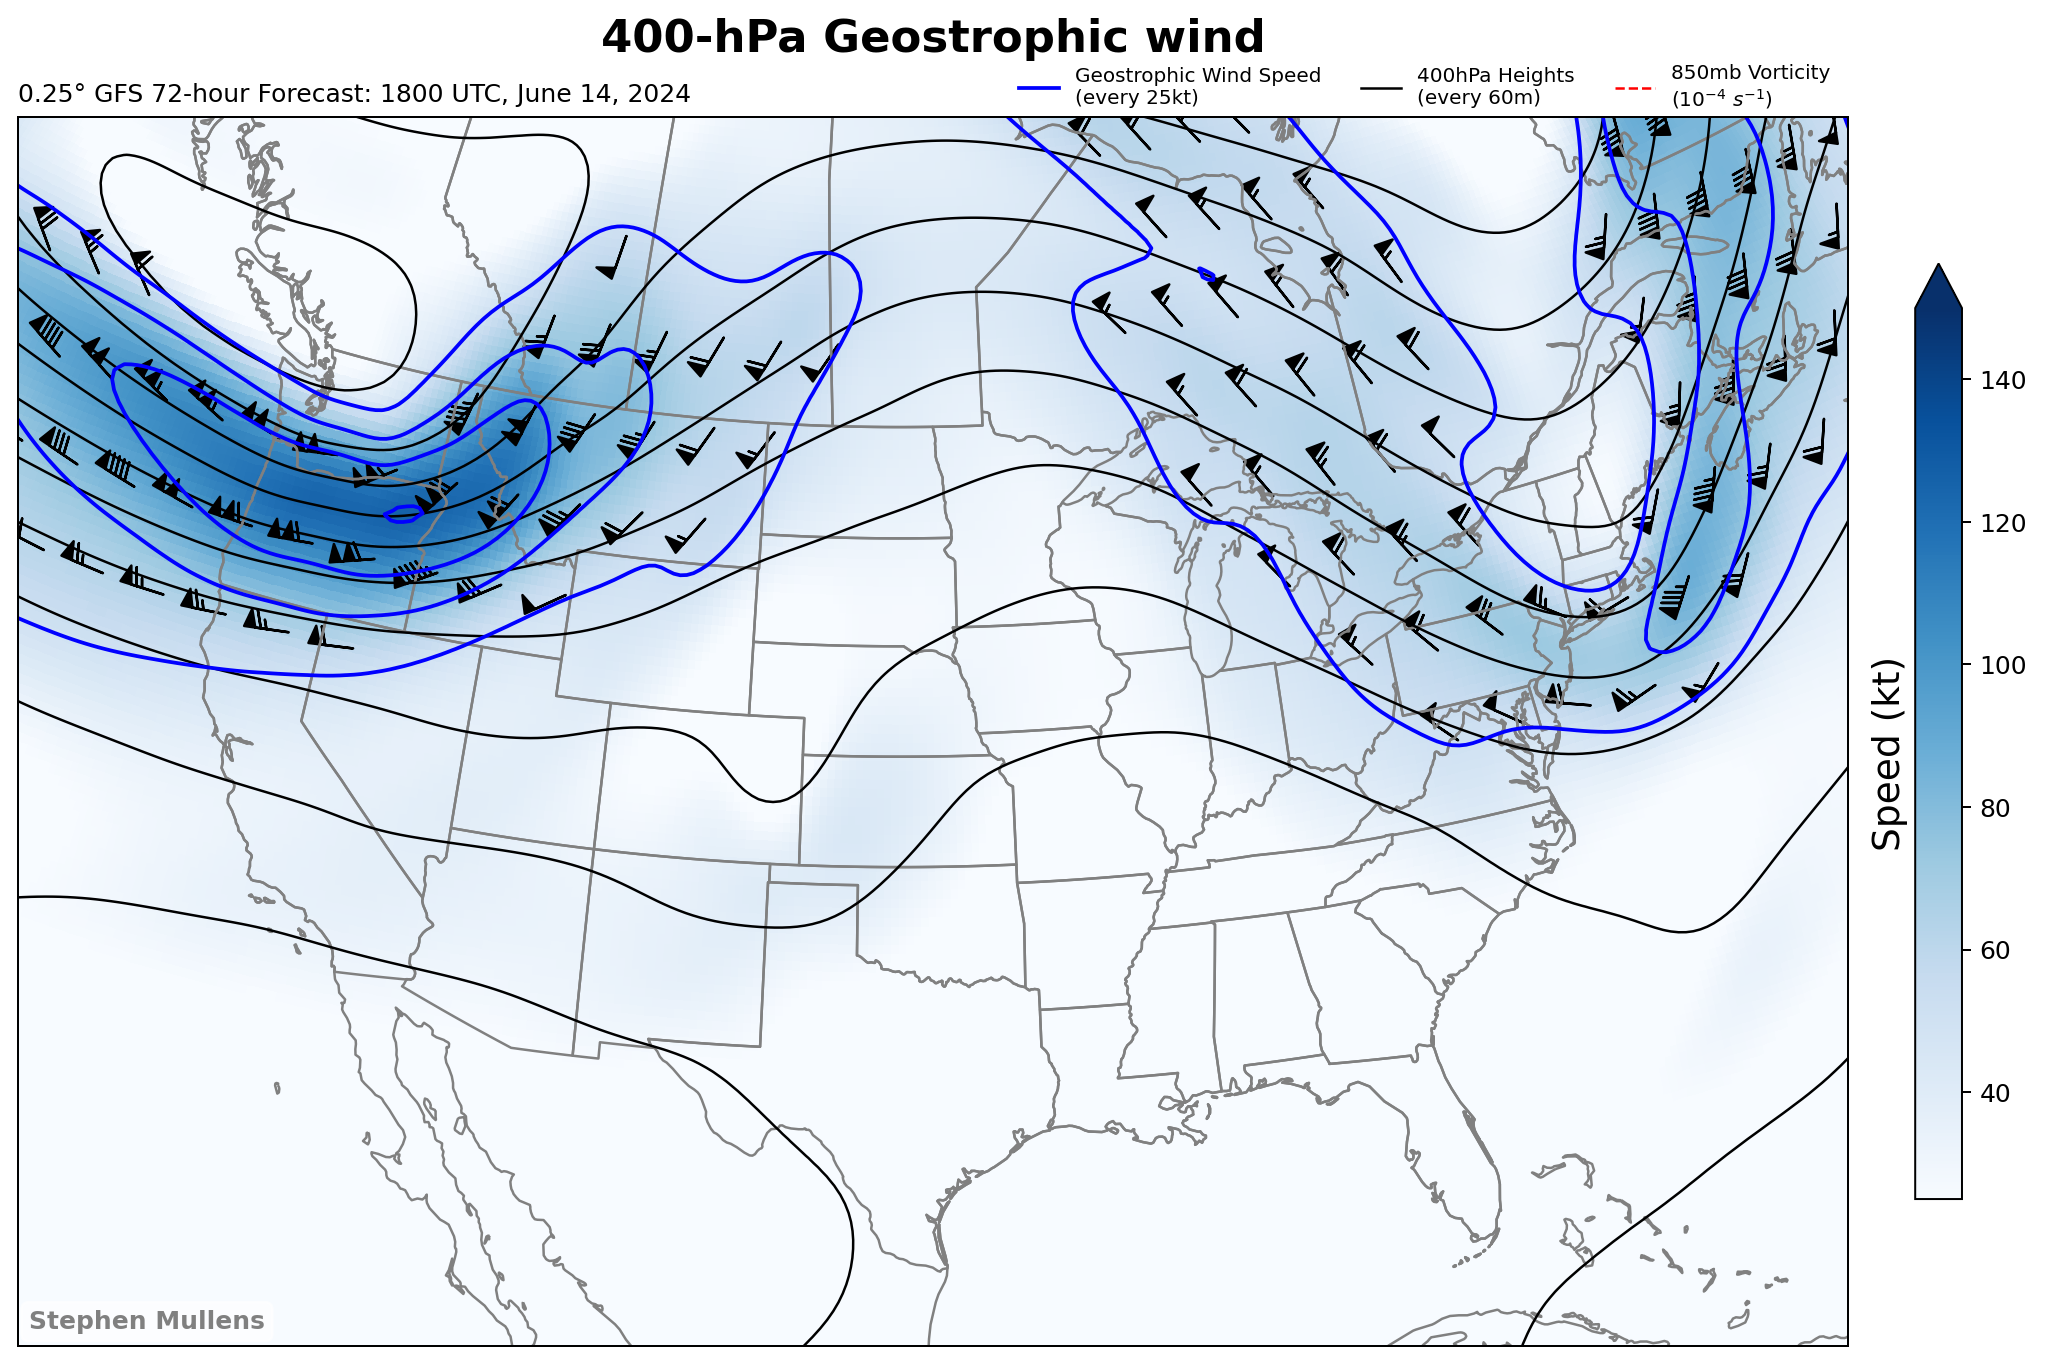 400-hPa Geostrophic wind
0.25° GFS 72-hour Forecast: 1800 UTC, June 14, 2024
Geostrophic Wind Speed
(every 25kt)
400hPa Heights
(every 60m)
850mb Vorticity
(10⁻⁴ s⁻¹)
140
120
100
80
60
40
Speed (kt)
Stephen Mullens